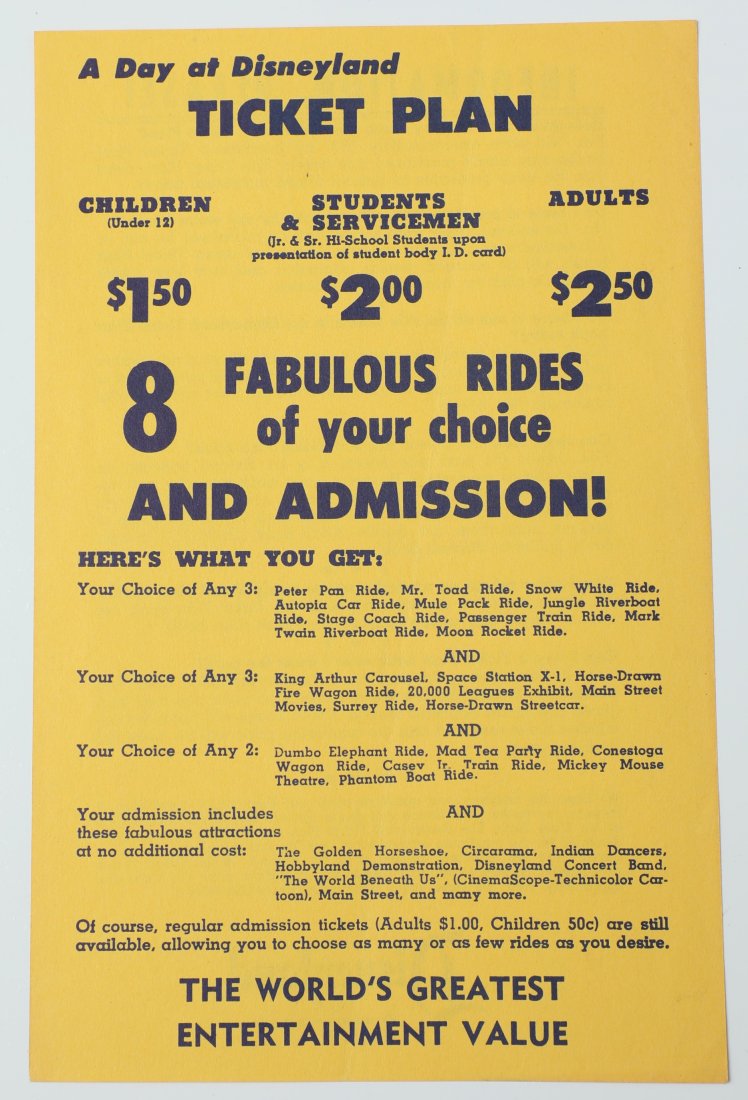 A Day at Disneyland
TICKET PLAN
CHILDREN
(Under 12)
$1.50
STUDENTS
& SERVICEMEN
(Jr. & Sr. Hi-School Students upon
presentation of student body I. D. card)
$2.00
ADULTS
$2.50
8 FABULOUS RIDES
of your choice
AND ADMISSION!
HERE'S WHAT YOU GET:
Your Choice of Any 3: Peter Pan Ride, Mr. Toad Ride, Snow White Ride,
Autopia Car Ride, Mule Pack Ride, Jungle Riverboat
Ride, Stage Coach Ride, Passenger Train Ride, Mark
Twain Riverboat Ride, Moon Rocket Ride.
AND
Your Choice of Any 3: King Arthur Carousel, Space Station X-1, Horse-Drawn
Fire Wagon Ride, 20,000 Leagues Exhibit, Main Street
Movies, Surrey Ride, Horse-Drawn Streetcar.
AND
Your Choice of Any 2: Dumbo Elephant Ride, Mad Tea Party Ride, Conestoga
Wagon Ride, Casey Jr. Train Ride, Mickey Mouse
Theatre, Phantom Boat Ride.
AND
Your admission includes
these fabulous attractions
at no additional cost: The Golden Horseshoe, Circarama, Indian Dancers,
Hobbyland Demonstration, Disneyland Concert Band,
"The World Beneath Us", (CinemaScope-Technicolor Car-
toon), Main Street, and many more.
Of course, regular admission tickets (Adults $1.00, Children 50c) are still
available, allowing you to choose as many or as few rides as you desire.
THE WORLD'S GREATEST
ENTERTAINMENT VALUE